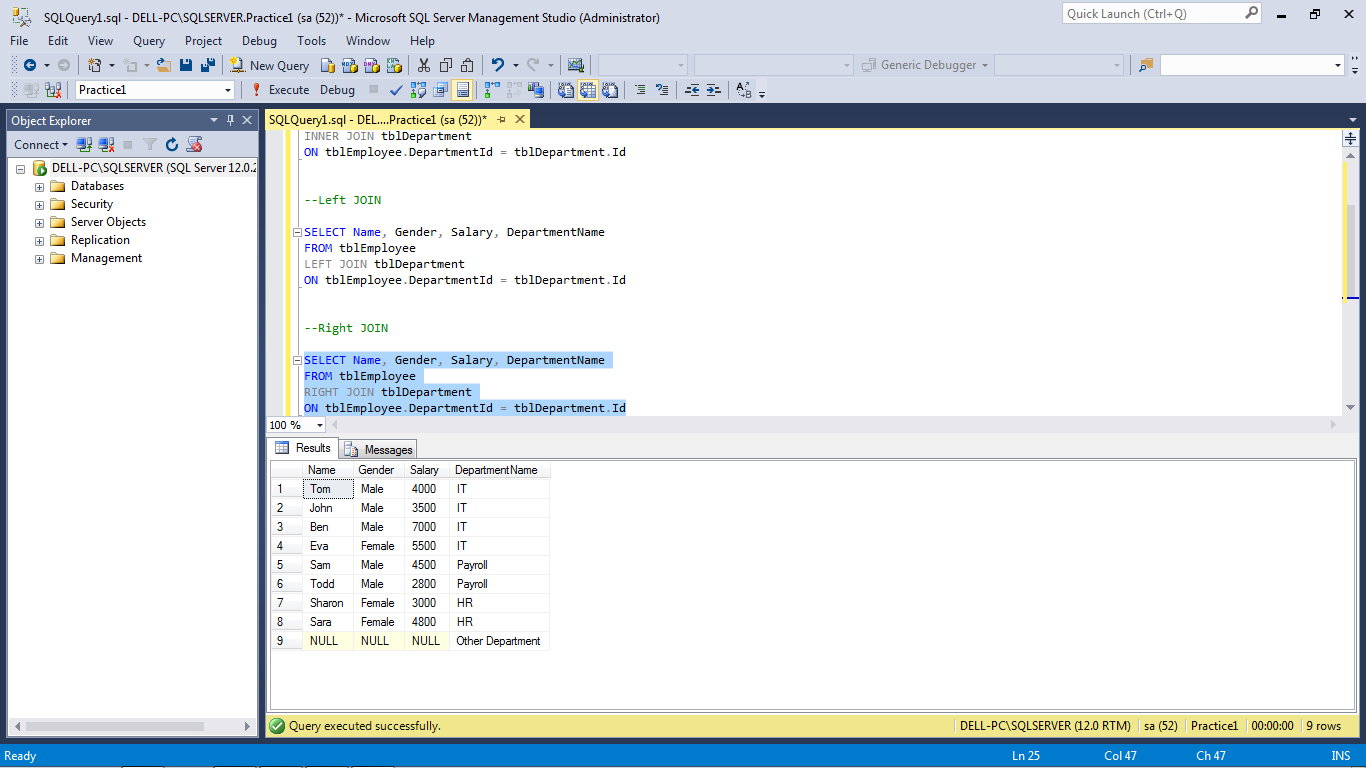 SQLQuery1.sql - DELL-PC\SQLSERVER.Practice1 (sa (52))* - Microsoft SQL Server Management Studio (Administrator)
Quick Launch (Ctrl+Q)
File Edit View Query Project Debug Tools Window Help
New Query
Generic Debugger
Practice1 Execute Debug
Object Explorer
Connect
DELL-PC\SQLSERVER (SQL Server 12.0.2
Databases
Security
Server Objects
Replication
Management
SQLQuery1.sql - DEL....Practice1 (sa (52))*
INNER JOIN tblDepartment
ON tblEmployee.DepartmentId = tblDepartment.Id
--Left JOIN
SELECT Name, Gender, Salary, DepartmentName
FROM tblEmployee
LEFT JOIN tblDepartment
ON tblEmployee.DepartmentId = tblDepartment.Id
--Right JOIN
SELECT Name, Gender, Salary, DepartmentName
FROM tblEmployee
RIGHT JOIN tblDepartment
ON tblEmployee.DepartmentId = tblDepartment.Id
100 %
Results Messages
Name Gender Salary DepartmentName
1 Tom Male 4000 IT
2 John Male 3500 IT
3 Ben Male 7000 IT
4 Eva Female 5500 IT
5 Sam Male 4500 Payroll
6 Todd Male 2800 Payroll
7 Sharon Female 3000 HR
8 Sara Female 4800 HR
9 NULL NULL NULL Other Department
Query executed successfully. DELL-PC\SQLSERVER (12.0 RTM) sa (52) Practice1 00:00:00 9 rows
Ready Ln 25 Col 47 Ch 47 INS